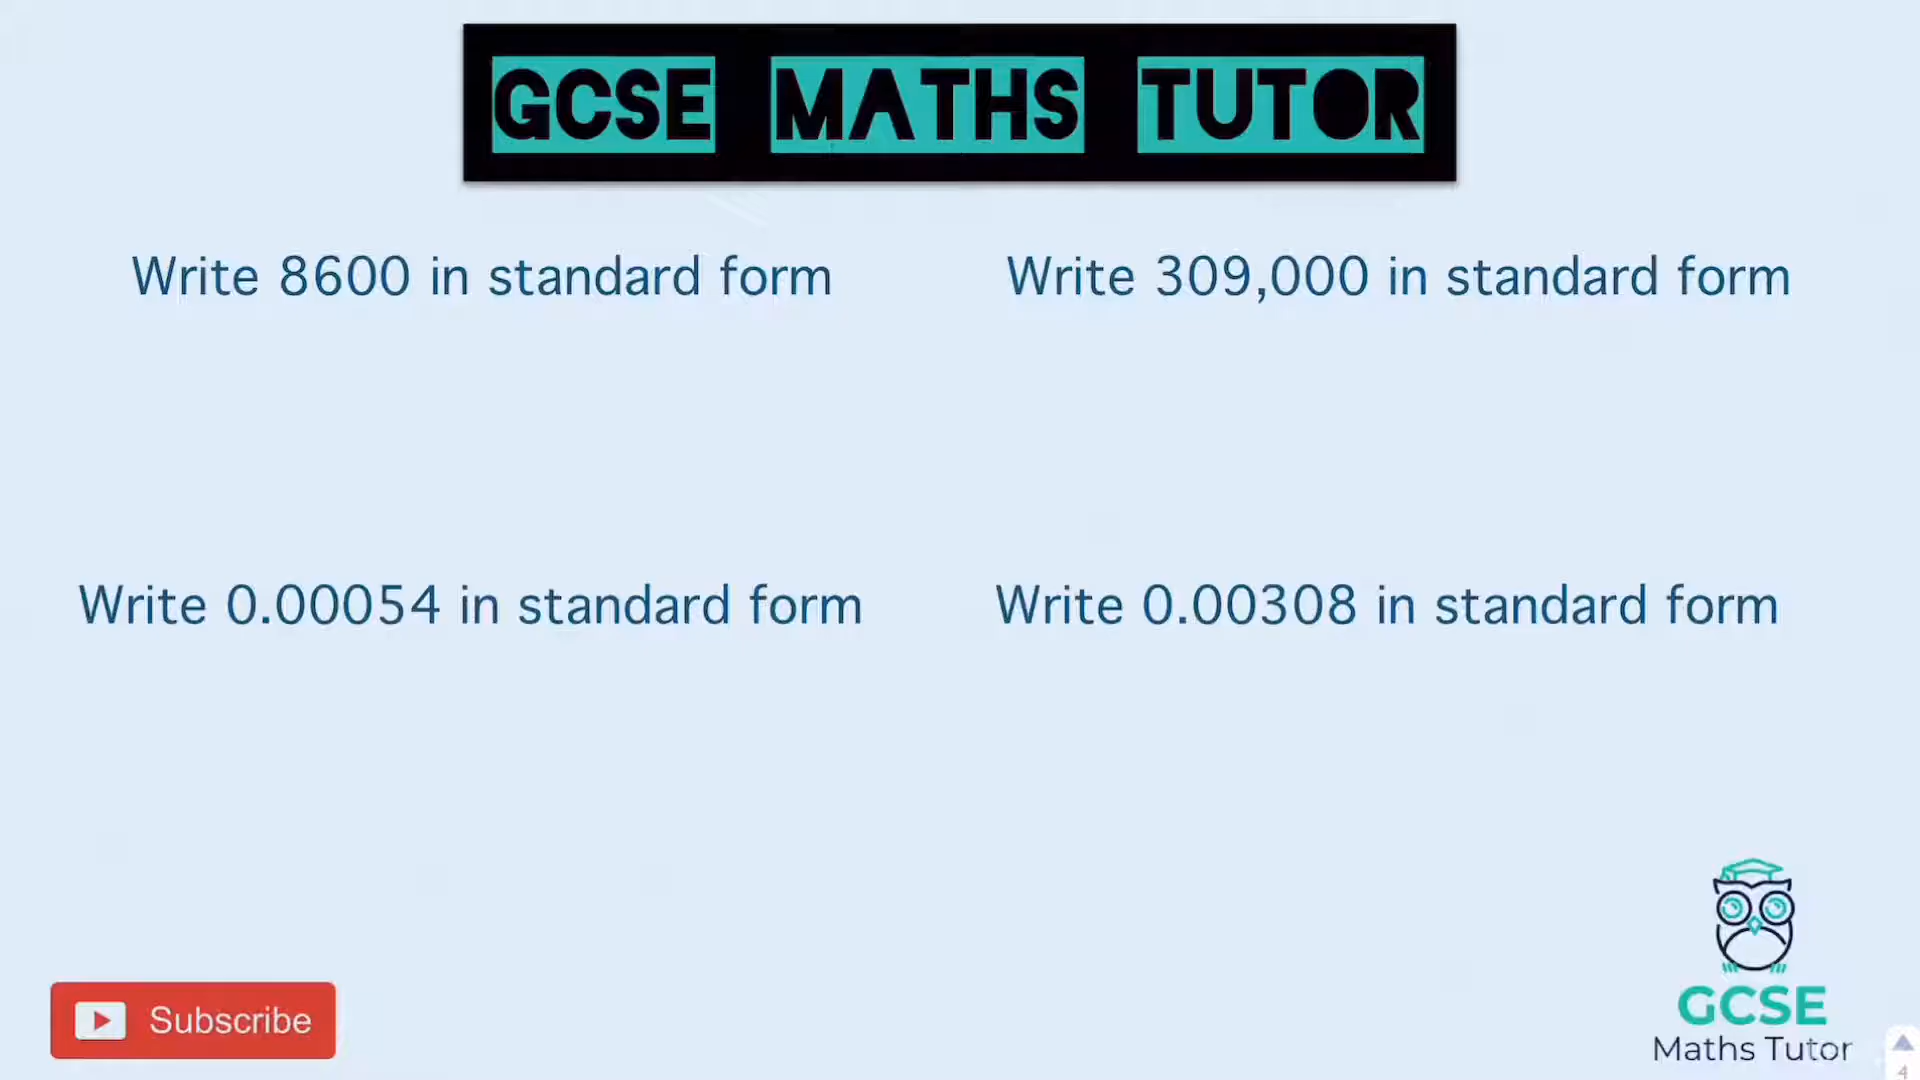 GCSE MATHS TUTOR
Write 8600 in standard form
Write 309,000 in standard form
Write 0.00054 in standard form
Write 0.00308 in standard form
Subscribe
GCSE
Maths Tutor
4